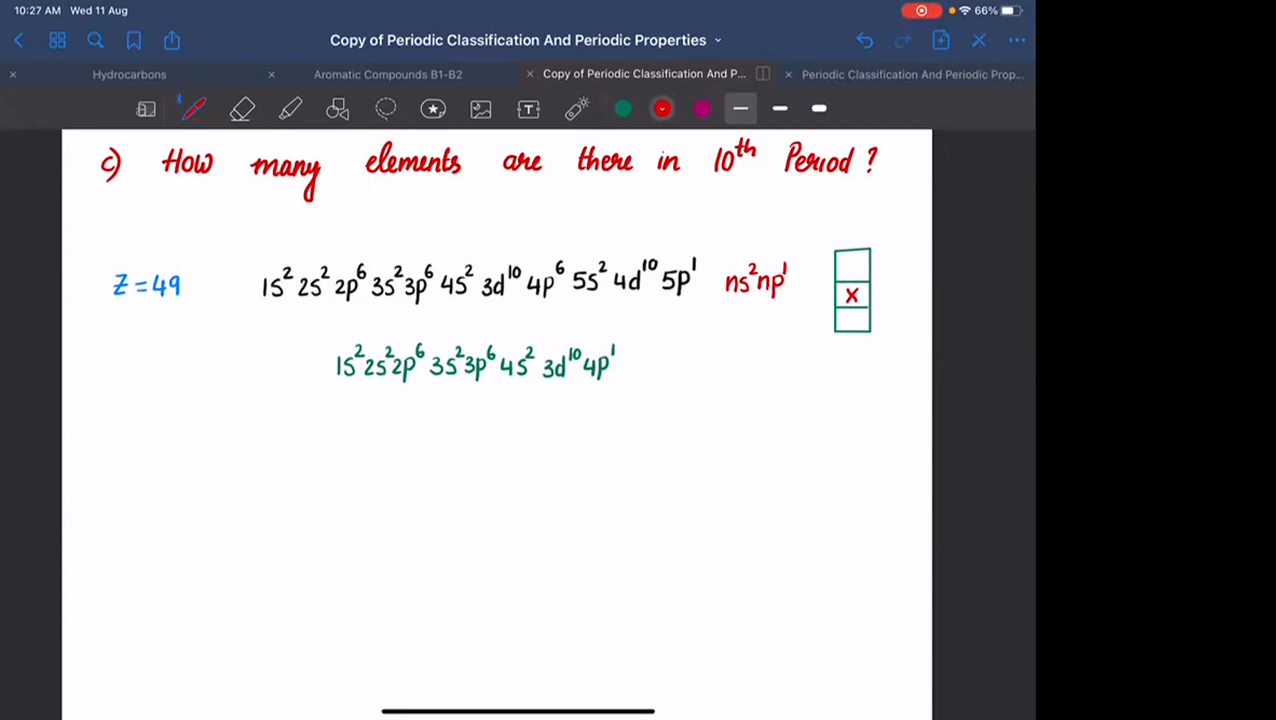 10:27 AM Wed 11 Aug 66%
Copy of Periodic Classification And Periodic Properties
Hydrocarbons Aromatic Compounds B1-B2 Copy of Periodic Classification And P... Periodic Classification And Periodic Prop...
c) How many elements are there in 10th Period ?
Z = 49 1s² 2s² 2p⁶ 3s² 3p⁶ 4s² 3d¹⁰ 4p⁶ 5s² 4d¹⁰ 5p¹ ns² np¹
x
1s² 2s² 2p⁶ 3s² 3p⁶ 4s² 3d¹⁰ 4p¹